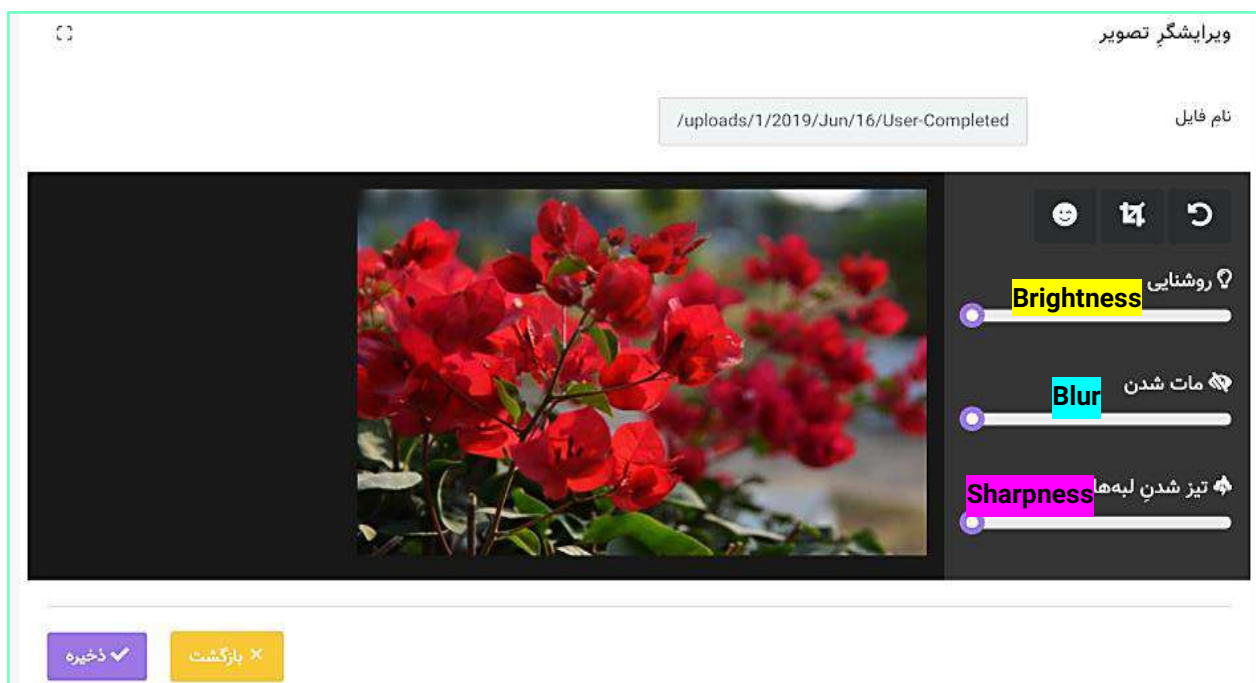 ویرایشگرِ تصویر
نامِ فایل
/uploads/1/2019/Jun/16/User-Completed
روشنایی
Brightness
مات شدن
Blur
تیز شدنِ لبه‌ها
Sharpness
بازگشت
ذخیره